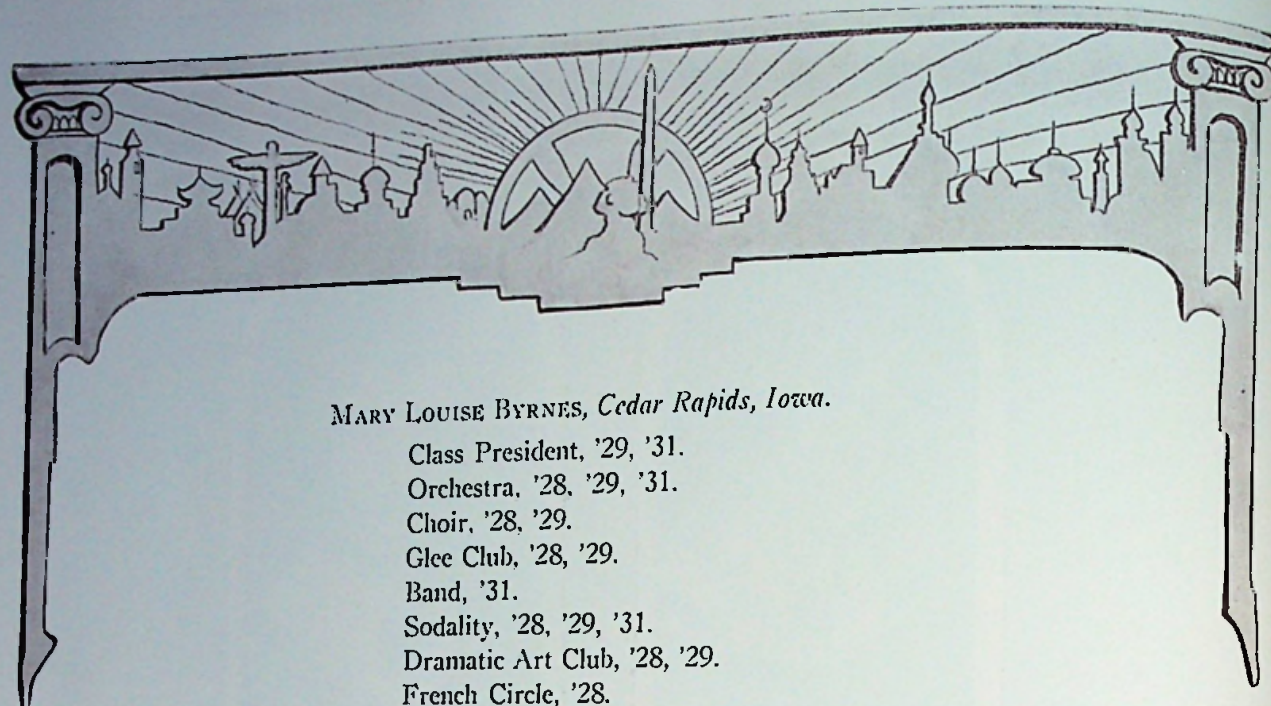 MARY LOUISE BYRNES, Cedar Rapids, Iowa.
Class President, '29, '31.
Orchestra, '28, '29, '31.
Choir, '28, '29.
Glee Club, '28, '29.
Band, '31.
Sodality, '28, '29, '31.
Dramatic Art Club, '28, '29.
French Circle, '28.